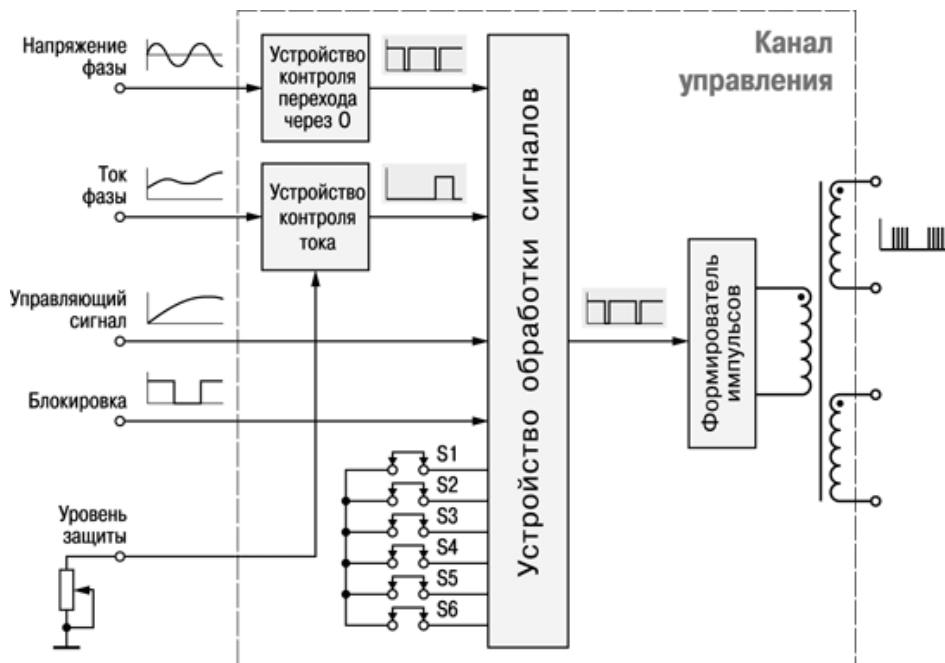 Напряжение
фазы
Устройство
контроля
перехода
через 0
Канал
управления
Ток
фазы
Устройство
контроля
тока
Управляющий
сигнал
Блокировка
Уровень
защиты
S1
S2
S3
S4
S5
S6
Устройство обработки сигналов
Формирователь
импульсов